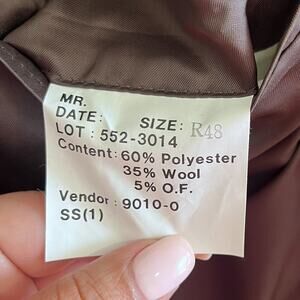 MR.
DATE: SIZE: R48
LOT: 552-3014
Content: 60% Polyester
35% Wool
5% O.F.
Vendor: 9010-0
SS(1)